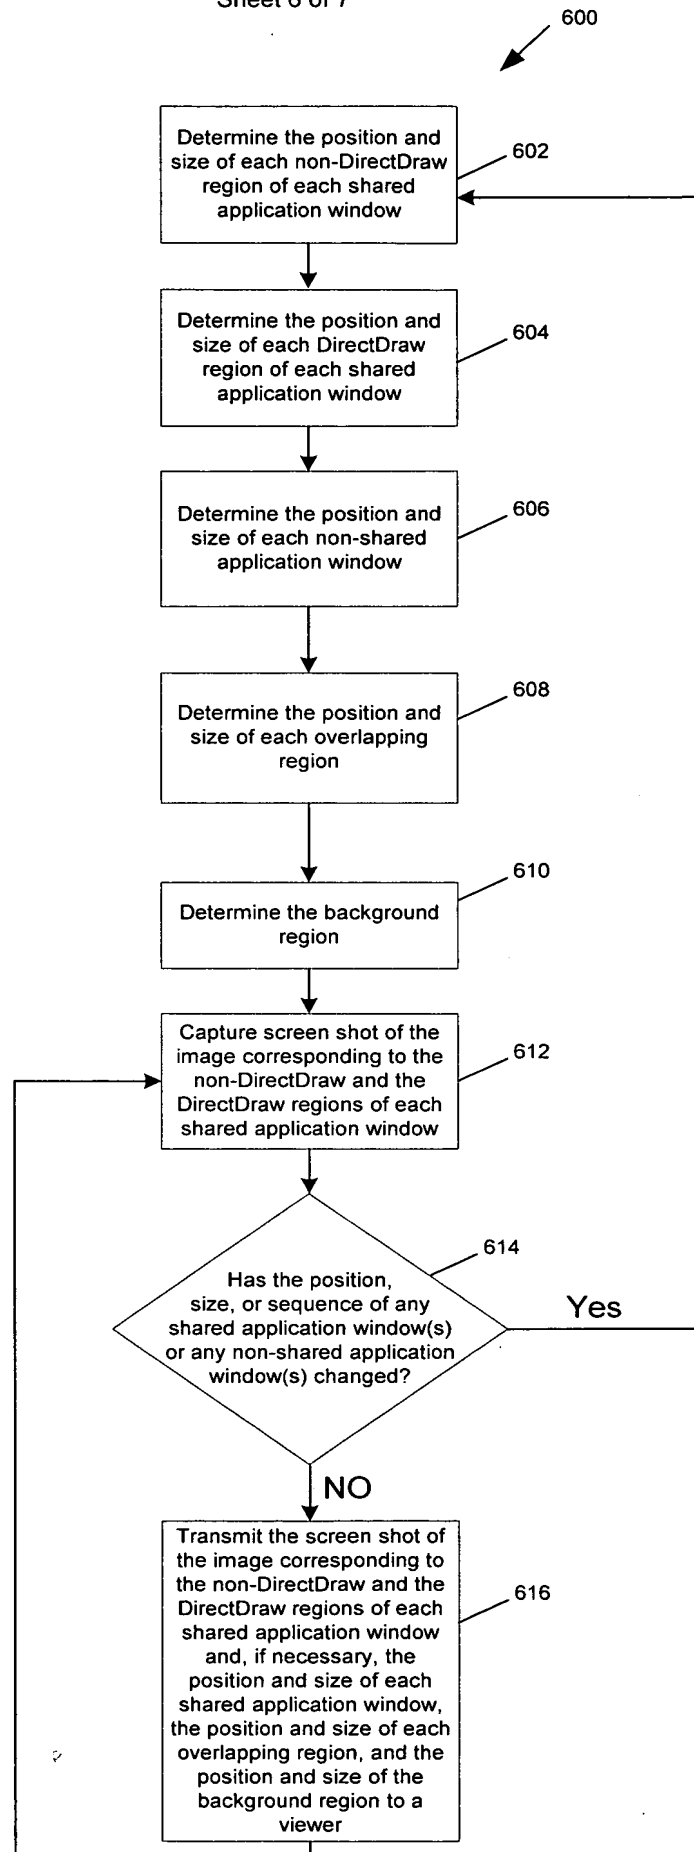 Sheet 6 of 7
600
Determine the position and
size of each non-DirectDraw
region of each shared
application window
602
Determine the position and
size of each DirectDraw
region of each shared
application window
604
Determine the position and
size of each non-shared
application window
606
Determine the position and
size of each overlapping
region
608
Determine the background
region
610
Capture screen shot of the
image corresponding to the
non-DirectDraw and the
DirectDraw regions of each
shared application window
612
Has the position,
size, or sequence of any
shared application window(s)
or any non-shared application
window(s) changed?
614
Yes
NO
Transmit the screen shot of
the image corresponding to
the non-DirectDraw and the
DirectDraw regions of each
shared application window
and, if necessary, the
position and size of each
shared application window,
the position and size of each
overlapping region, and the
position and size of the
background region to a
viewer
616